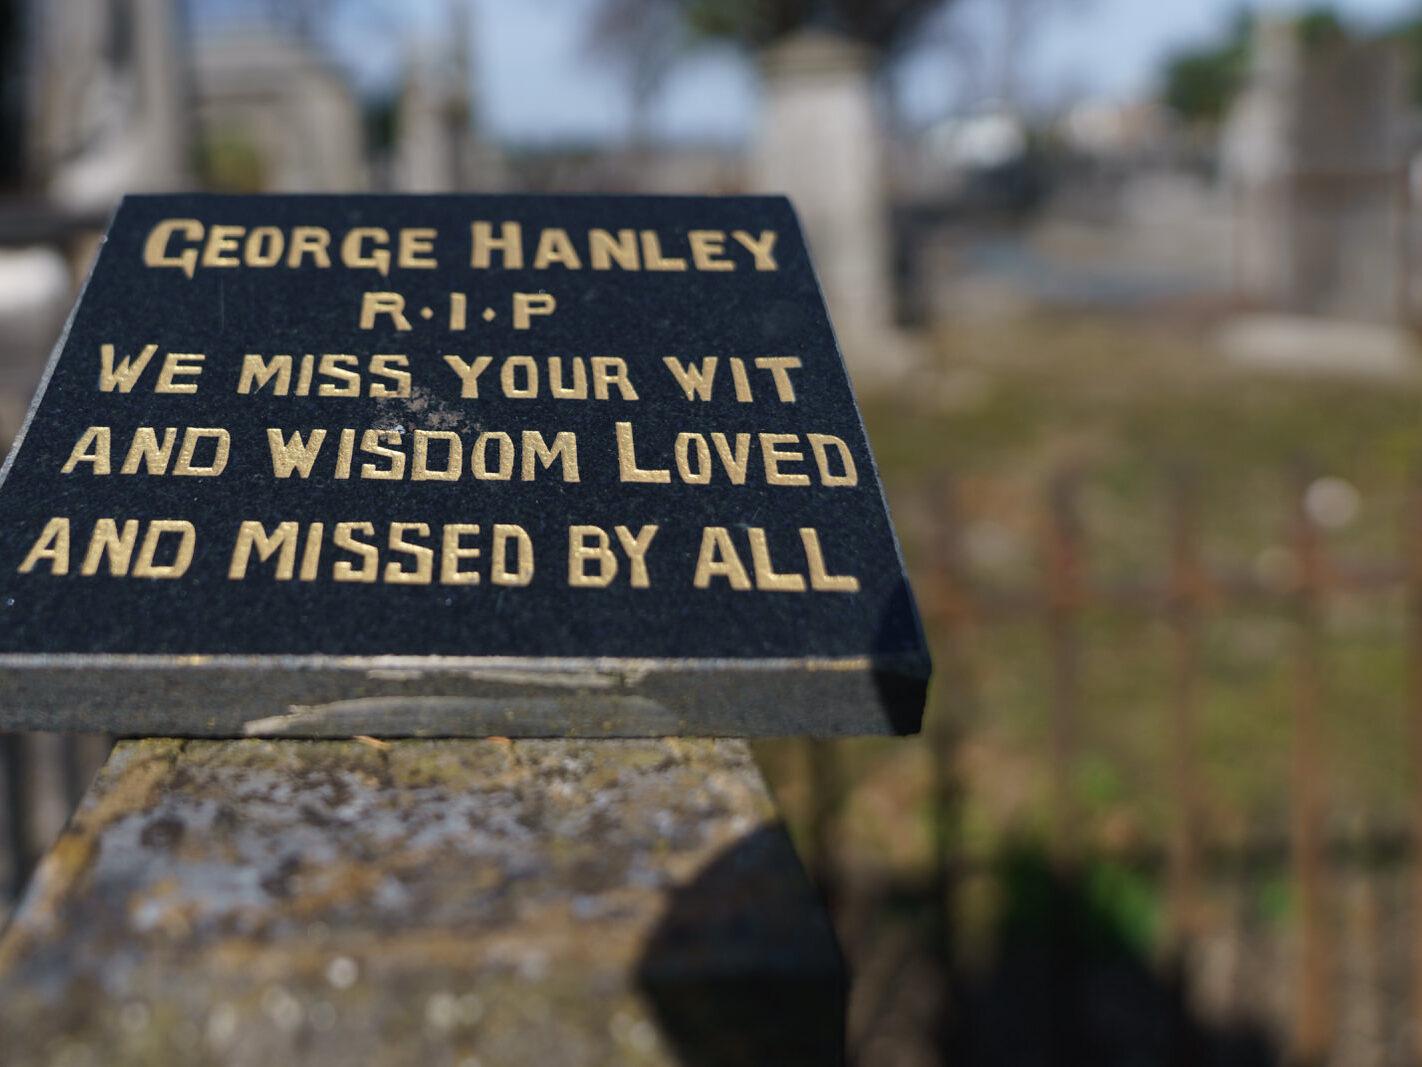 GEORGE HANLEY
R·I·P
WE MISS YOUR WIT
AND WISDOM LOVED
AND MISSED BY ALL